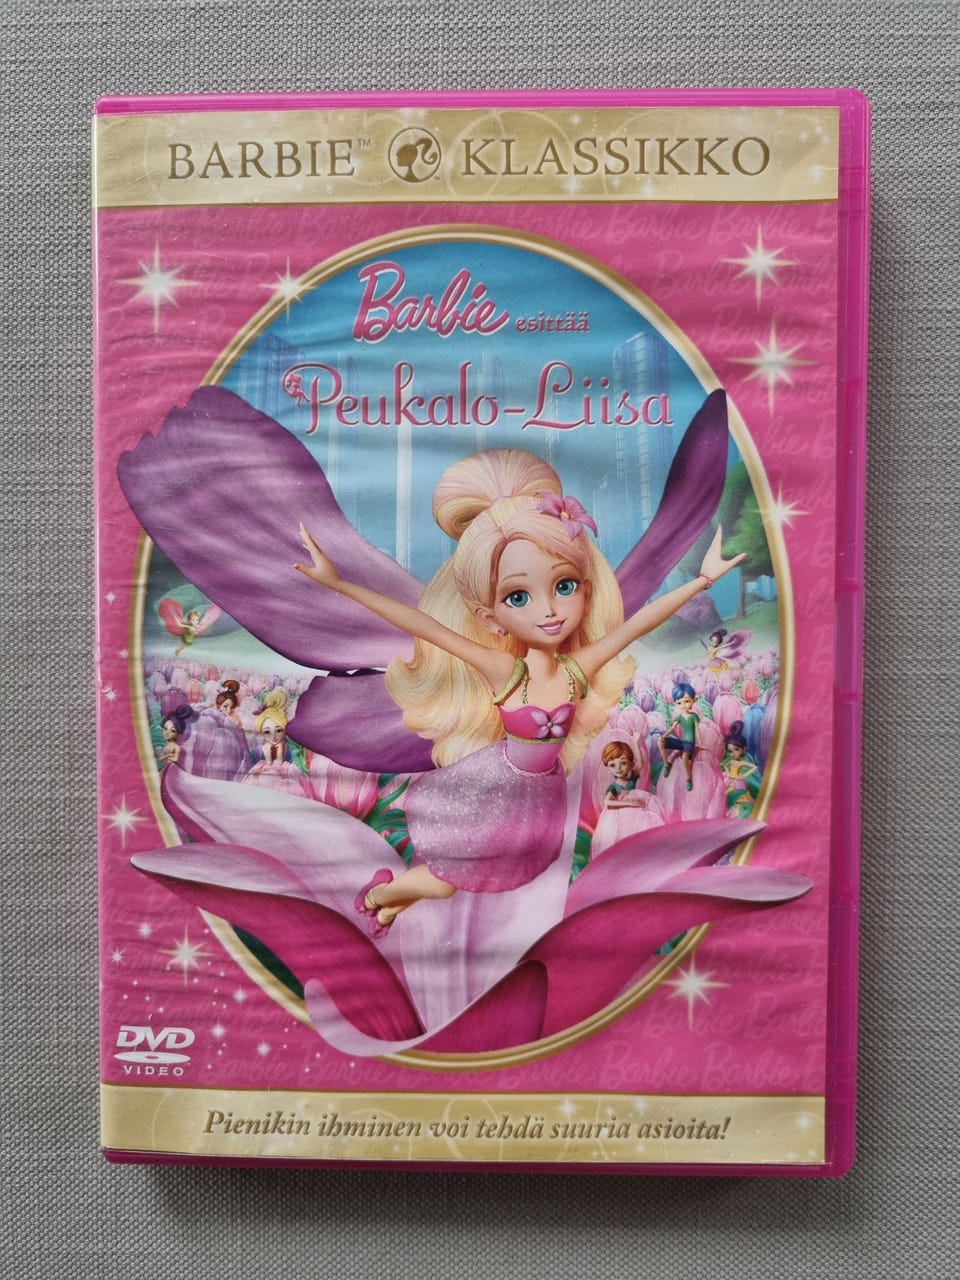 BARBIE™ KLASSIKKO
Barbie esittää
Peukalo-Liisa
DVD
VIDEO
Pienikin ihminen voi tehdä suuria asioita!